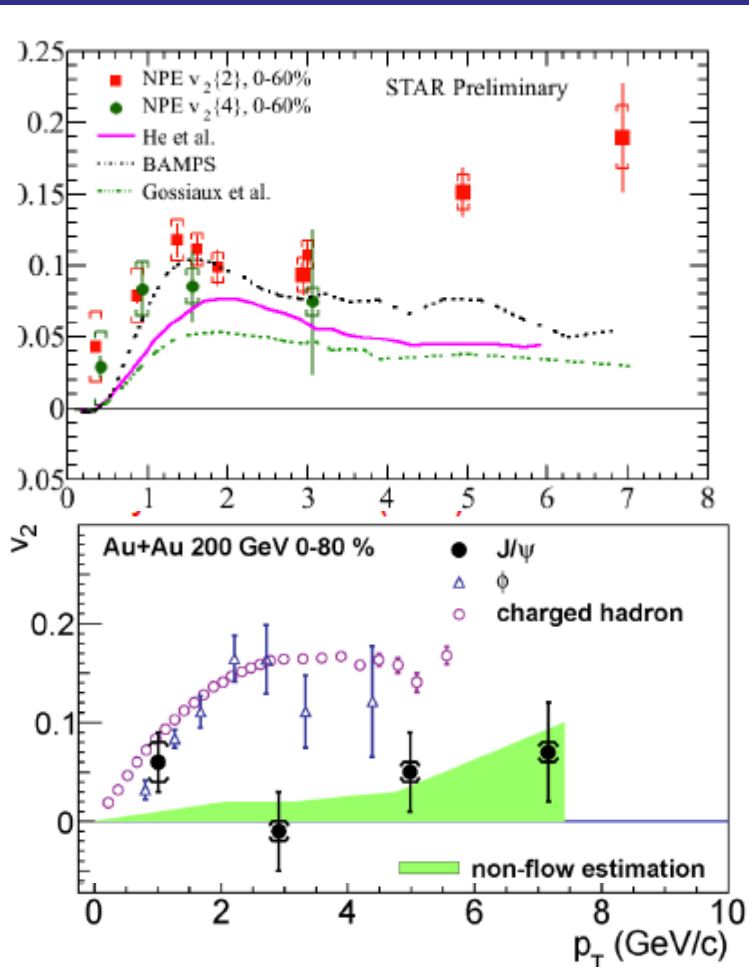 0.25
NPE v2{2}, 0-60%
STAR Preliminary
0.2
NPE v2{4}, 0-60%
He et al.
BAMPS
0.15
Gossiaux et al.
0.1
0.05
0
0.05
0 1 2 3 4 5 6 7 8
v2
Au+Au 200 GeV 0-80 %
J/ψ
ϕ
charged hadron
0.2
0.1
0
non-flow estimation
0 2 4 6 8 10
pT (GeV/c)